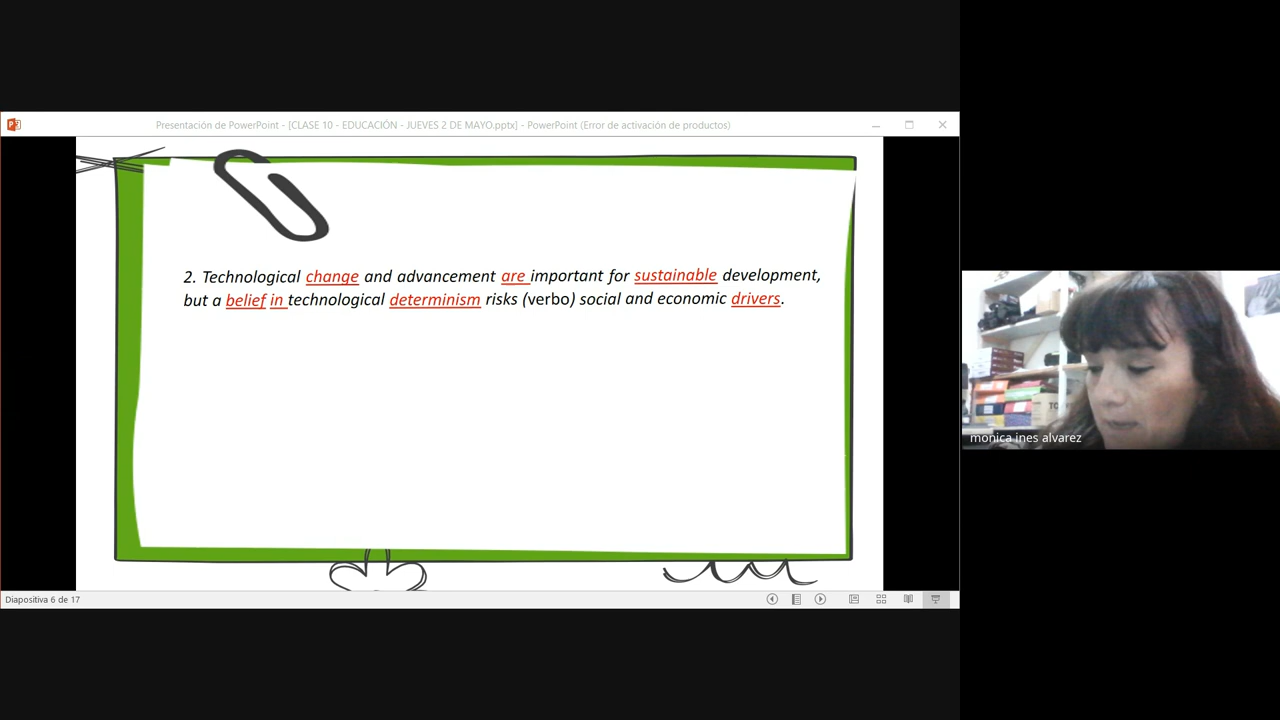 Presentación de PowerPoint - [CLASE 10 - EDUCACIÓN - JUEVES 2 DE MAYO.pptx] - PowerPoint (Error de activación de productos)
2. Technological change and advancement are important for sustainable development,
but a belief in technological determinism risks (verbo) social and economic drivers.
monica ines alvarez
Diapositiva 6 de 17